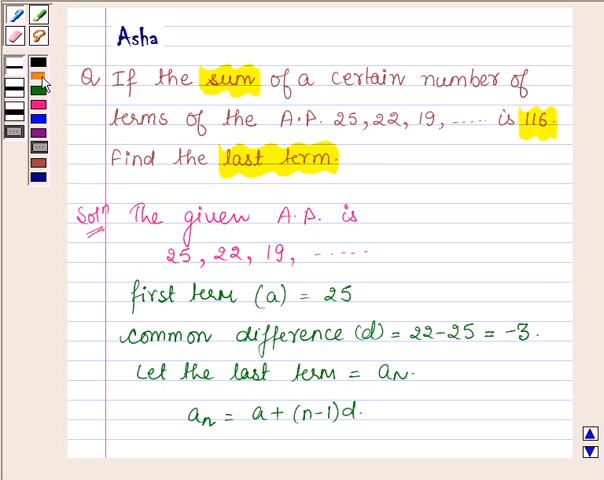 Asha
Q If the sum of a certain number of
terms of the A.P. 25, 22, 19, ..... is 116.
Find the last term.
Solⁿ The given A.P. is
25, 22, 19, ......
first term (a) = 25
common difference (d) = 22-25 = -3.
Let the last term = an.
an = a + (n-1)d.